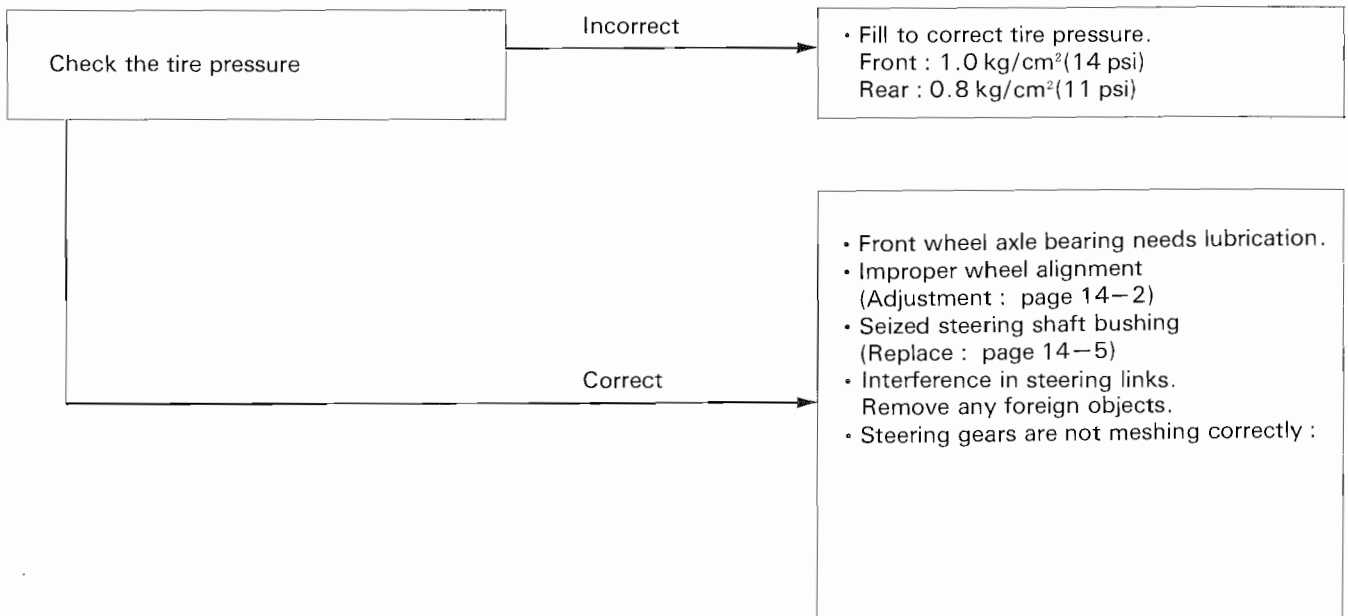 Check the tire pressure
Incorrect
• Fill to correct tire pressure.
Front : 1.0 kg/cm²(14 psi)
Rear : 0.8 kg/cm²(11 psi)
Correct
• Front wheel axle bearing needs lubrication.
• Improper wheel alignment
(Adjustment : page 14−2)
• Seized steering shaft bushing
(Replace : page 14−5)
• Interference in steering links.
Remove any foreign objects.
• Steering gears are not meshing correctly :